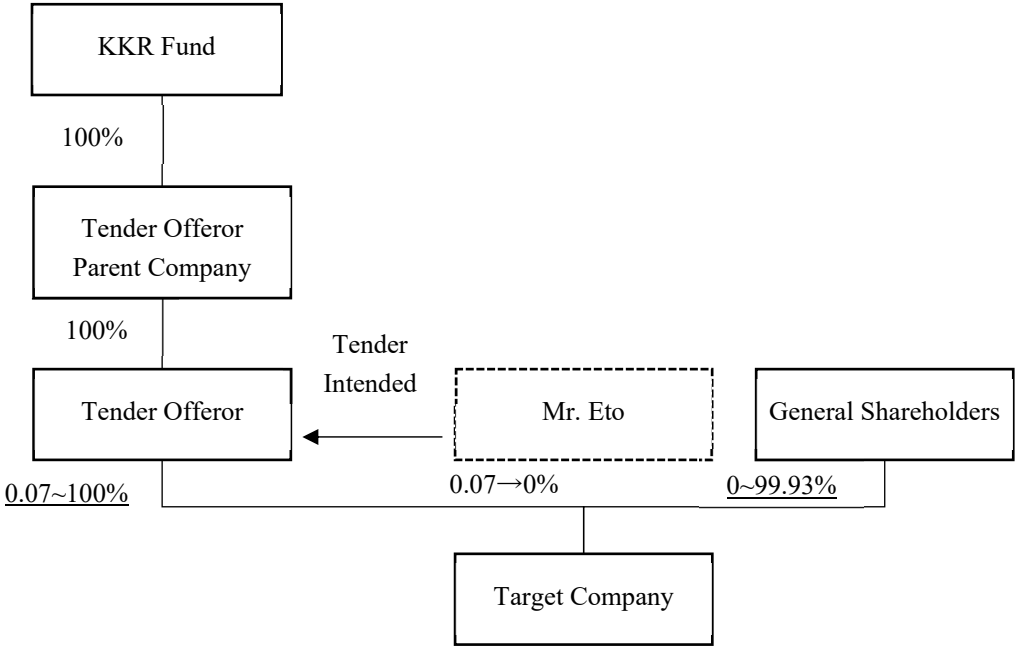 KKR Fund
100%
Tender Offeror
Parent Company
100%
Tender
Intended
Tender Offeror
Mr. Eto
General Shareholders
0.07~100%
0.07→0%
0~99.93%
Target Company